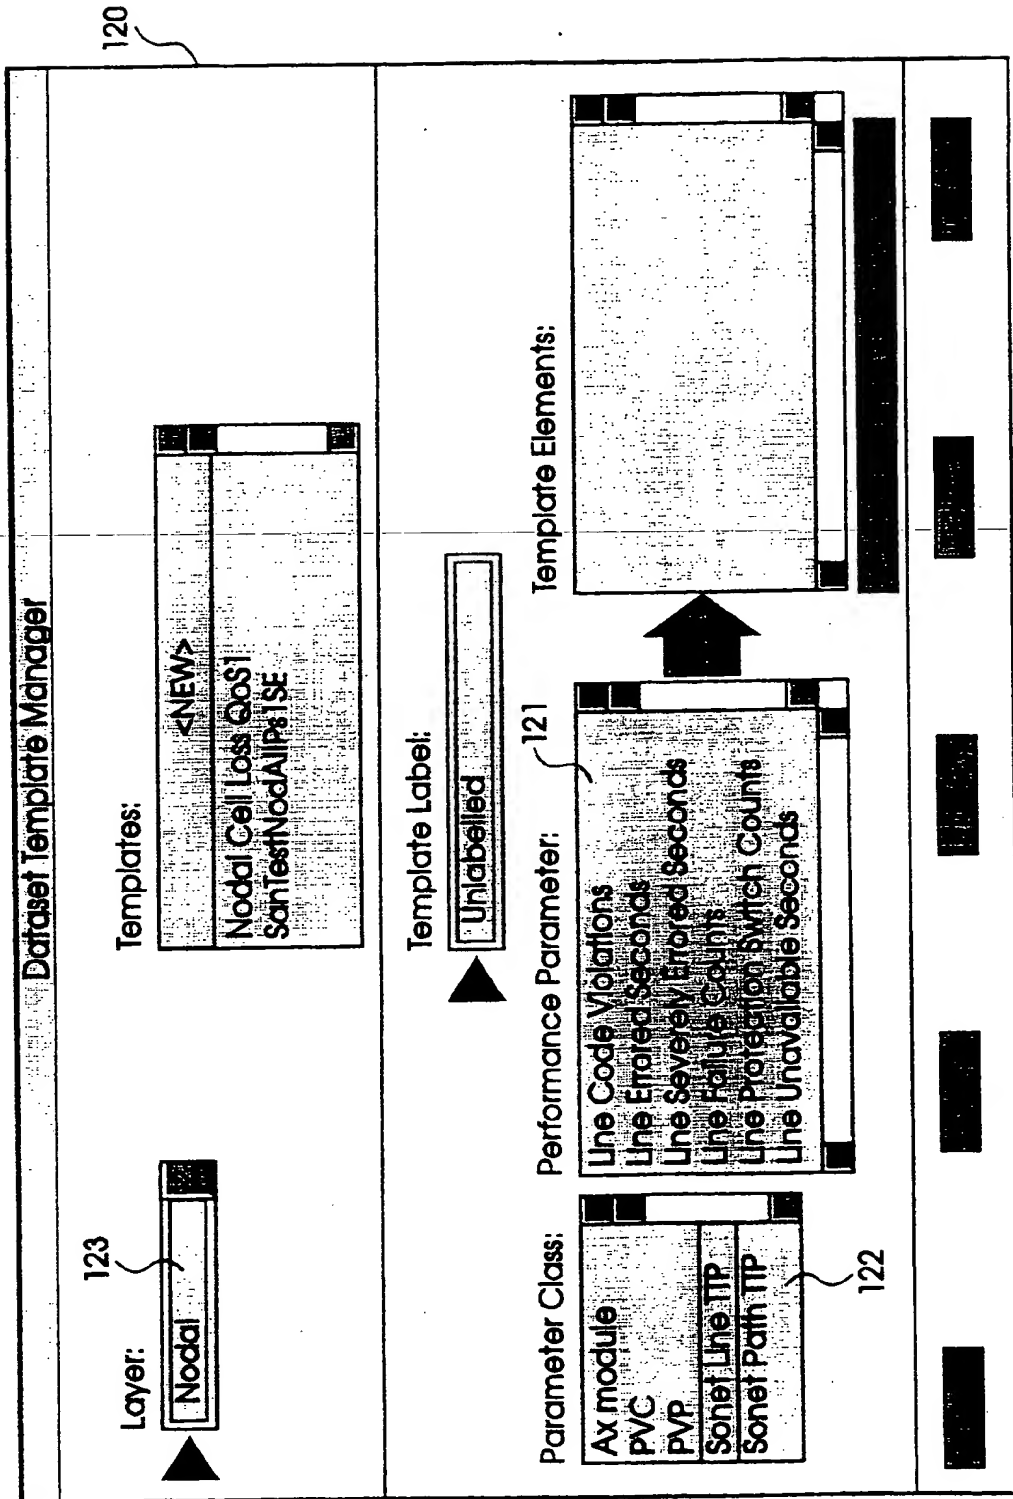 120
Dataset Template Manager
Layer:
Nodal
123
Templates:
<NEW>
Nodal Cell Loss QoS1
SanTestNodAllPs1SE
Template Label:
Unlabelled
Parameter Class:
Ax module
PVC
PVP
Sonet Line TTP
Sonet Path TTP
122
Performance Parameter:
121
Line Code Violations
Line Errored Seconds
Line Severely Errored Seconds
Line Failure Counts
Line Protection Switch Counts
Line Unavailable Seconds
Template Elements: